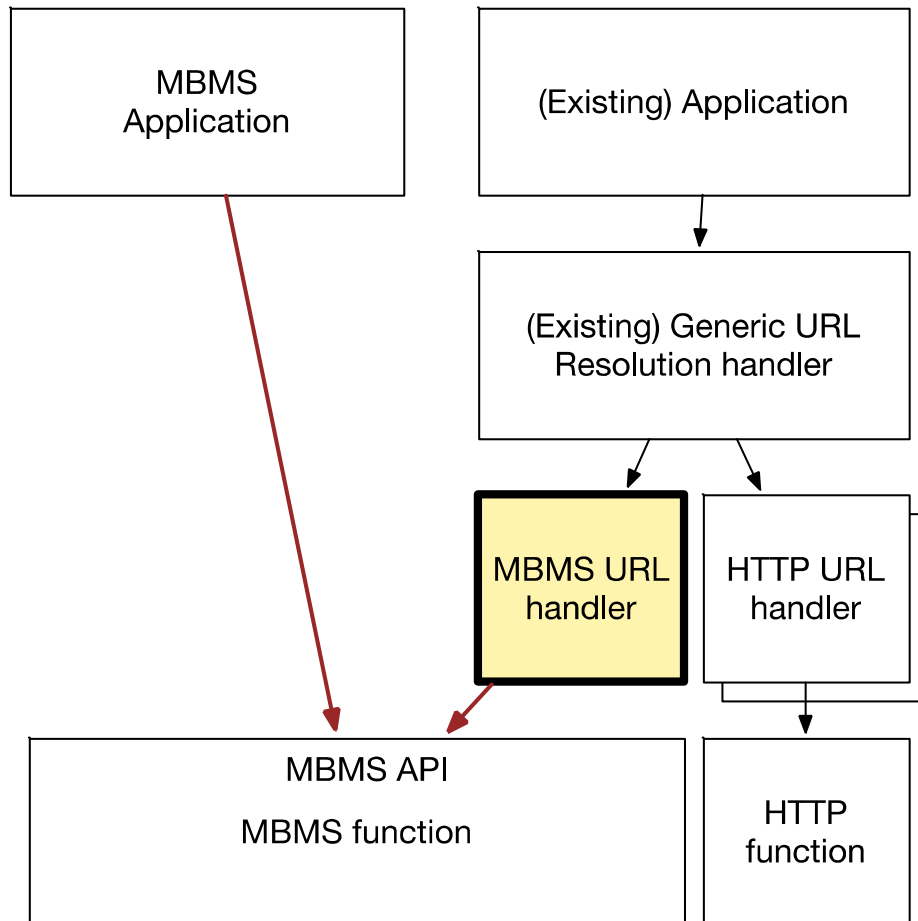 MBMS
Application
(Existing) Application
(Existing) Generic URL
Resolution handler
MBMS URL
handler
HTTP URL
handler
MBMS API
MBMS function
HTTP
function